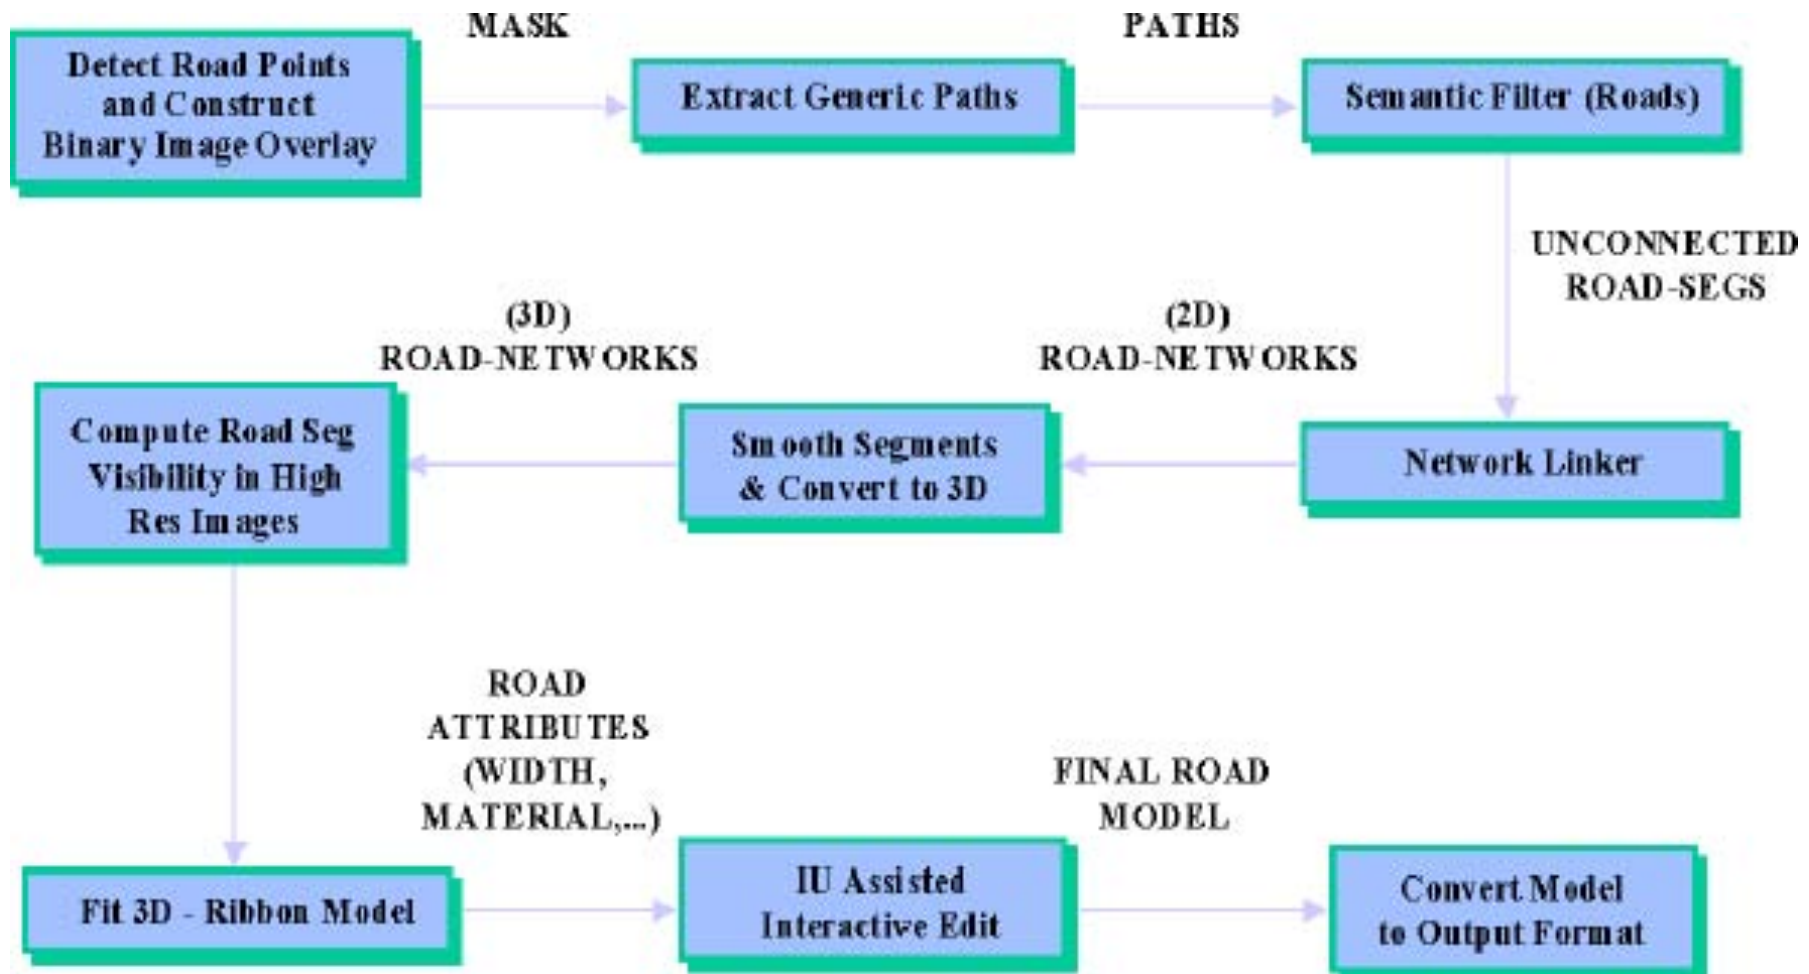 MASK
PATHS
Detect Road Points
and Construct
Binary Image Overlay
Extract Generic Paths
Semantic Filter (Roads)
UNCONNECTED
ROAD-SEGS
(3D)
ROAD-NETWORKS
(2D)
ROAD-NETWORKS
Compute Road Seg
Visibility in High
Res Images
Smooth Segments
& Convert to 3D
Network Linker
ROAD
ATTRIBUTES
(WIDTH,
MATERIAL,...)
FINAL ROAD
MODEL
Fit 3D - Ribbon Model
IU Assisted
Interactive Edit
Convert Model
to Output Format